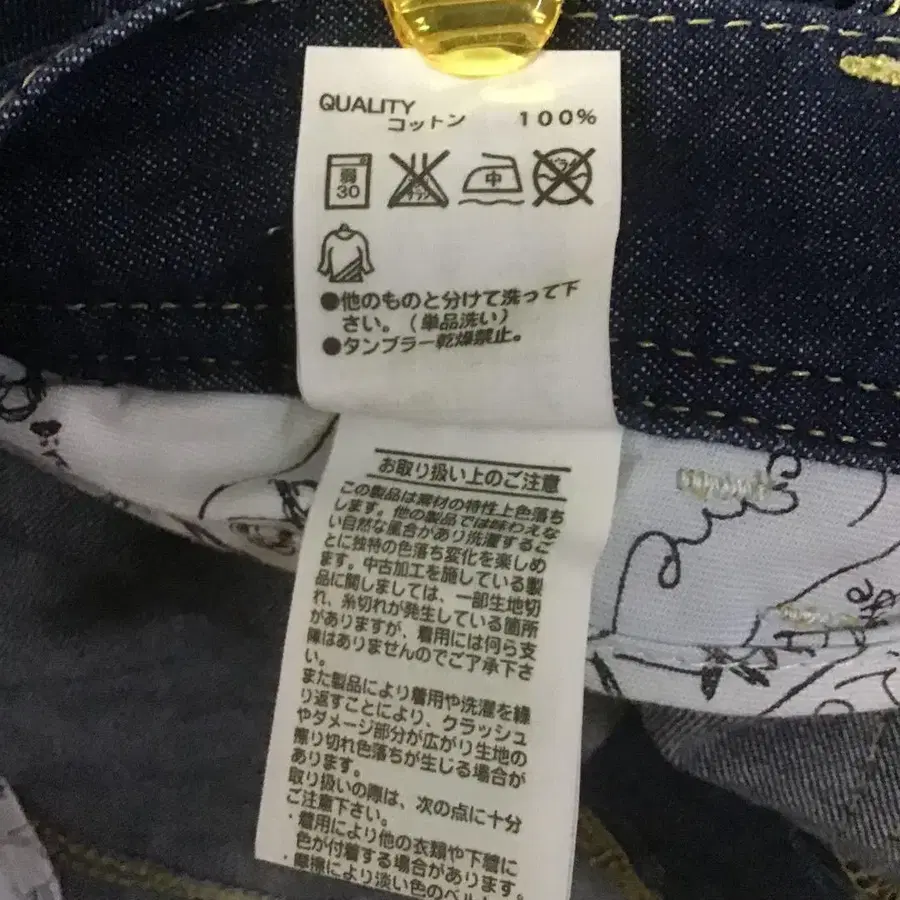 QUALITY
コットン 100%
弱
30
中
●他のものと分けて洗って下
さい。(単品洗い)
●タンブラー乾燥禁止。
お取り扱い上のご注意
この製品は素材の特性上色落ち
します。他の製品では味わえな
い自然な風合があり洗濯するご
とに独特の色落ち変化を楽しめ
ます。中古加工を施している製
品に関しましては、一部生地切
れ、糸切れが発生している箇所
がありますが、着用には何ら支
障はありませんのでご了承下さ
い。
また製品により着用や洗濯を繰
り返すことにより、クラッシュ
やダメージ部分が広がり生地の
擦り切れ色落ちが生じる場合が
あります。
取り扱いの際は、次の点に十分
ご注意下さい。
・着用により他の衣類や下着に
色が付着する場合があります。
・摩擦により淡い色のベル